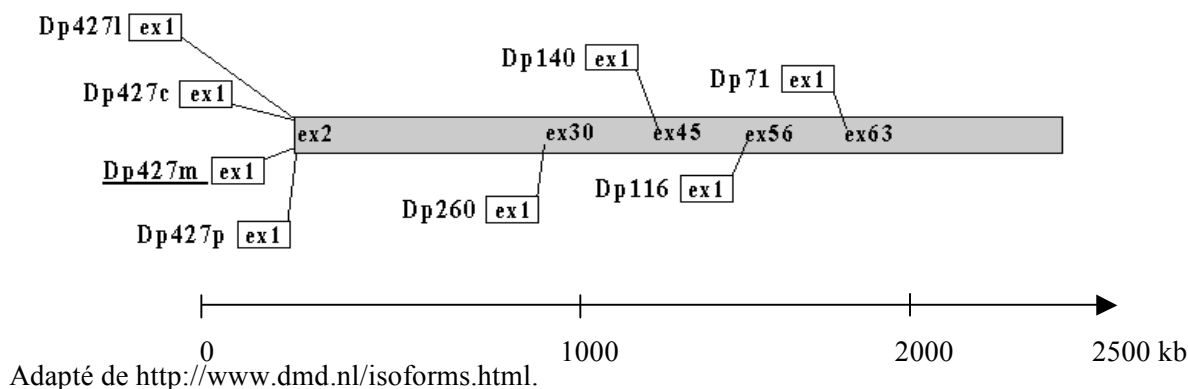 Dp427l ex1
Dp140 ex1
Dp71 ex1
Dp427c ex1
ex2 ex30 ex45 ex56 ex63
Dp427m ex1
Dp116 ex1
Dp260 ex1
Dp427p ex1
0 1000 2000 2500 kb
Adapté de http://www.dmd.nl/isoforms.html.